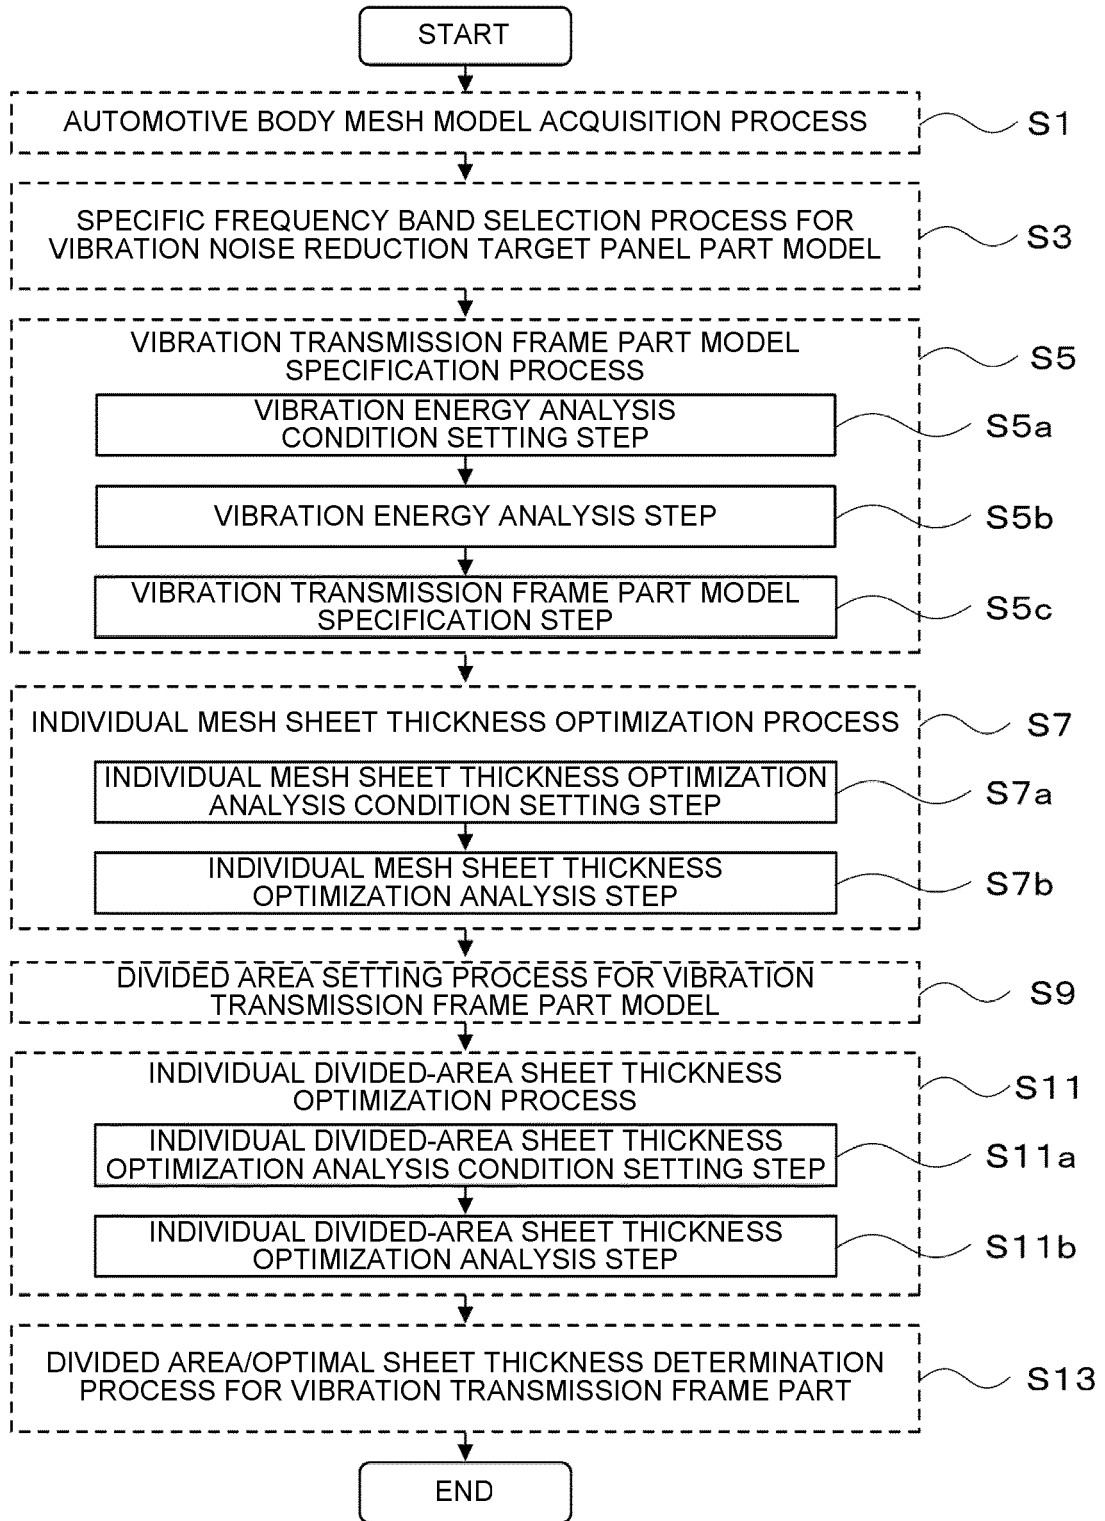 START
AUTOMOTIVE BODY MESH MODEL ACQUISITION PROCESS
S1
SPECIFIC FREQUENCY BAND SELECTION PROCESS FOR
VIBRATION NOISE REDUCTION TARGET PANEL PART MODEL
S3
VIBRATION TRANSMISSION FRAME PART MODEL
SPECIFICATION PROCESS
S5
VIBRATION ENERGY ANALYSIS
CONDITION SETTING STEP
S5a
VIBRATION ENERGY ANALYSIS STEP
S5b
VIBRATION TRANSMISSION FRAME PART MODEL
SPECIFICATION STEP
S5c
INDIVIDUAL MESH SHEET THICKNESS OPTIMIZATION PROCESS
S7
INDIVIDUAL MESH SHEET THICKNESS OPTIMIZATION
ANALYSIS CONDITION SETTING STEP
S7a
INDIVIDUAL MESH SHEET THICKNESS
OPTIMIZATION ANALYSIS STEP
S7b
DIVIDED AREA SETTING PROCESS FOR VIBRATION
TRANSMISSION FRAME PART MODEL
S9
INDIVIDUAL DIVIDED-AREA SHEET THICKNESS
OPTIMIZATION PROCESS
S11
INDIVIDUAL DIVIDED-AREA SHEET THICKNESS
OPTIMIZATION ANALYSIS CONDITION SETTING STEP
S11a
INDIVIDUAL DIVIDED-AREA SHEET THICKNESS
OPTIMIZATION ANALYSIS STEP
S11b
DIVIDED AREA/OPTIMAL SHEET THICKNESS DETERMINATION
PROCESS FOR VIBRATION TRANSMISSION FRAME PART
S13
END